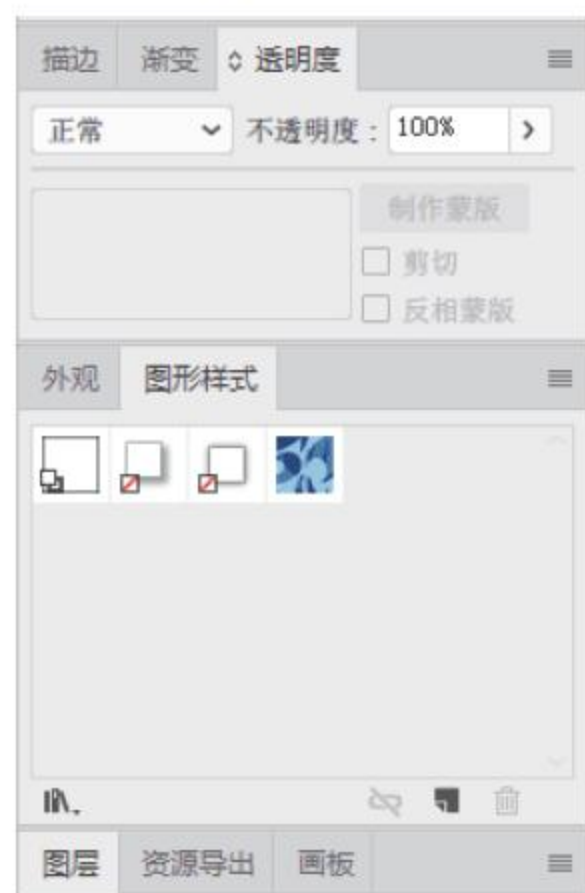 描边 渐变 透明度
正常 不透明度： 100%
制作蒙版
剪切
反相蒙版
外观 图形样式
图层 资源导出 画板